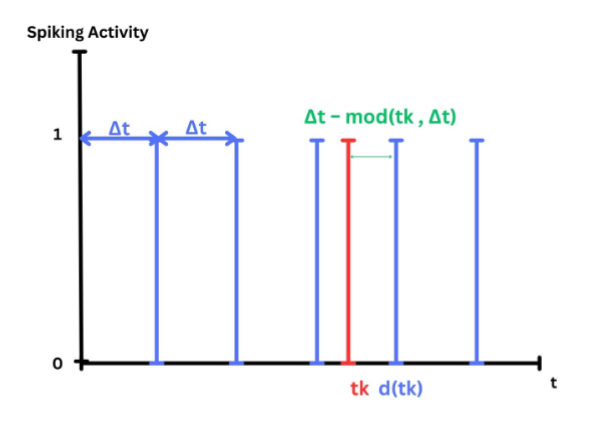 Spiking Activity
Δt - mod(tk , Δt)
1
Δt
Δt
0
tk d(tk)
t